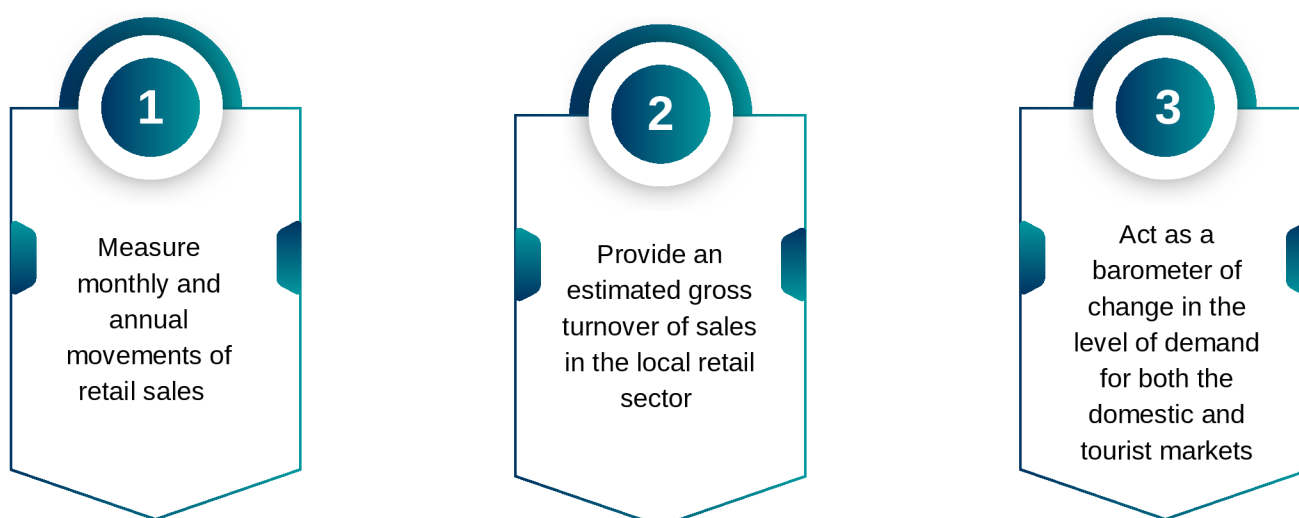 1
Measure
monthly and
annual
movements of
retail sales
2
Provide an
estimated gross
turnover of sales
in the local retail
sector
3
Act as a
barometer of
change in the
level of demand
for both the
domestic and
tourist markets